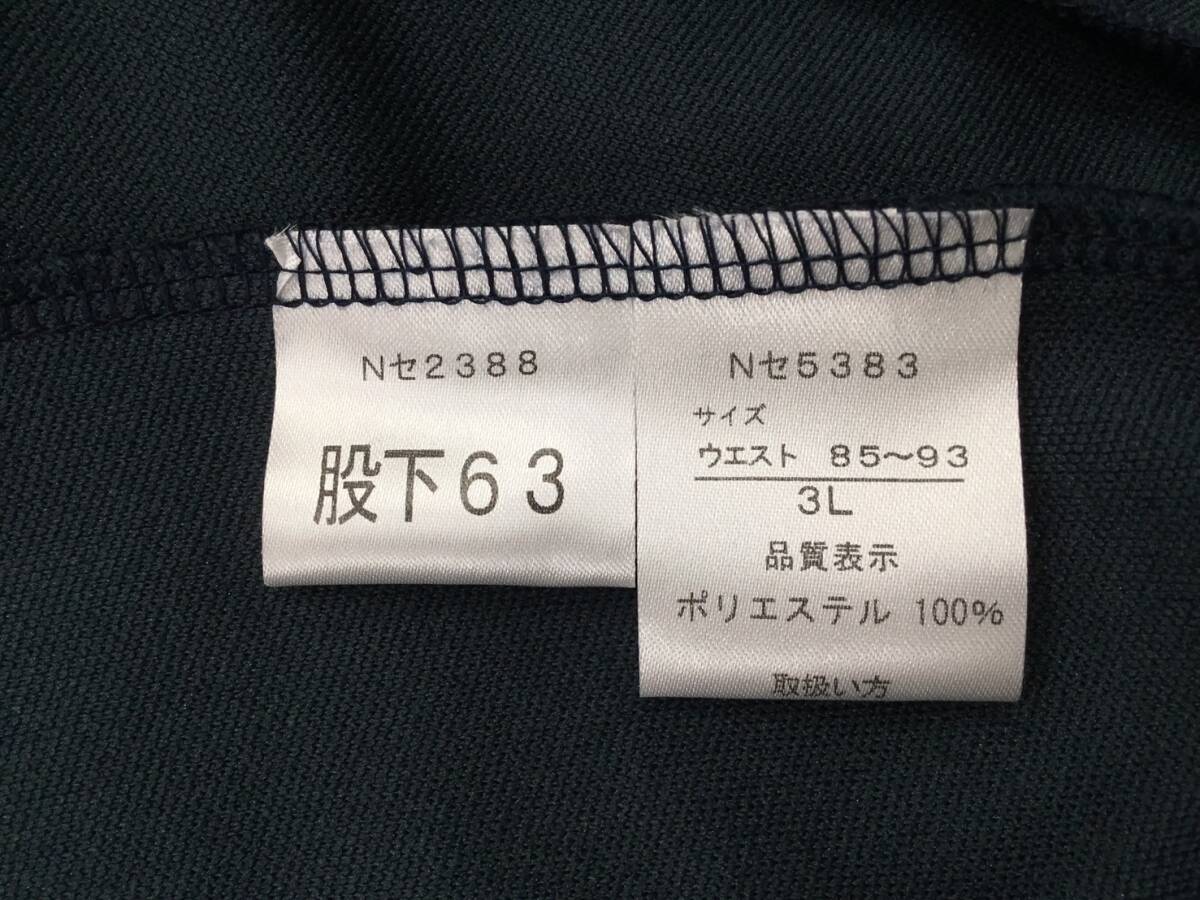 Nセ2388
股下63
Nセ5383
サイズ
ウエスト 85〜93
3L
品質表示
ポリエステル 100%
取扱い方